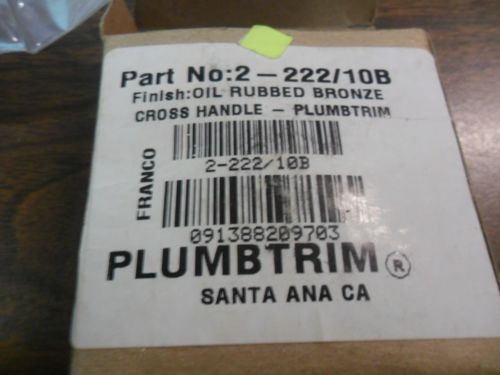 Part No:2-222/10B
Finish:OIL RUBBED BRONZE
CROSS HANDLE - PLUMBTRIM
FRANCO
2-222/10B
091388209703
PLUMBTRIM®
SANTA ANA CA